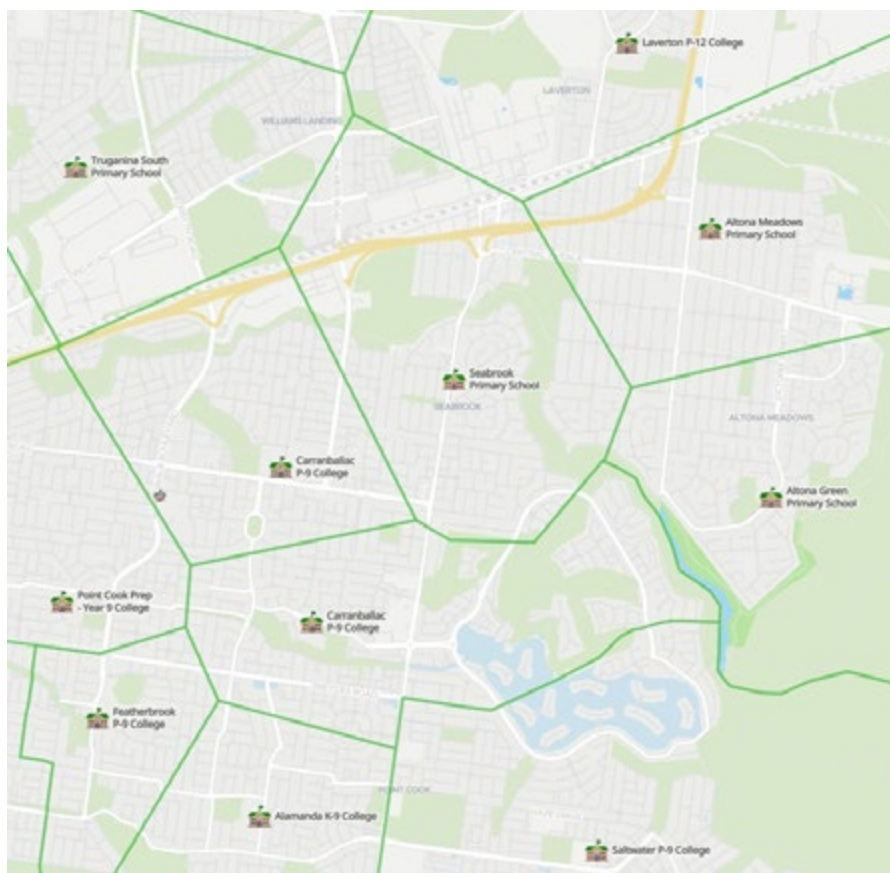 Laverton P-12 College
LAVERTON
WILLIAMS LANDING
Truganina South
Primary School
Altona Meadows
Primary School
Seabrook
Primary School
SEABROOK
ALTONA MEADOWS
Carranballac
P-9 College
Altona Green
Primary School
Point Cook Prep
- Year 9 College
Carranballac
P-9 College
Featherbrook
P-9 College
POINT COOK
Alamanda K-9 College
Saltwater P-9 College